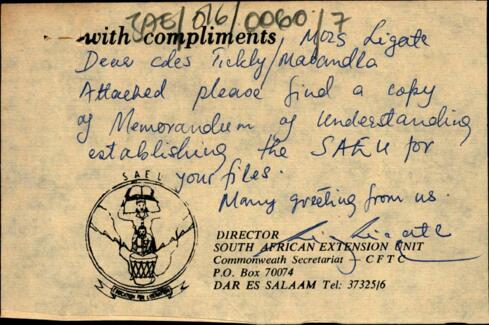 SAE/06/0060/7
with compliments, Mrs Ligate
Dear cdes Tickly/Mabandla
Attached please find a copy
of Memorandum of Understanding
establishing the SAEU for
your files.
Many greeting from us.
SAEU
DIRECTOR
SOUTH AFRICAN EXTENSION UNIT
Commonweath Secretariat - CFTC
P.O. Box 70074
DAR ES SALAAM Tel: 37325/6